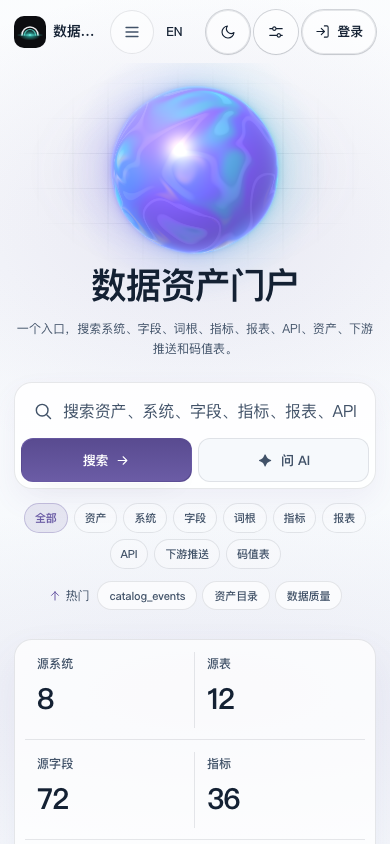 数据...
EN
登录
数据资产门户
一个入口，搜索系统、字段、词根、指标、报表、API、资产、下游
推送和码值表。
搜索资产、系统、字段、指标、报表、API
搜索 →
问 AI
全部 资产 系统 字段 词根 指标 报表
API 下游推送 码值表
↑ 热门 catalog_events 资产目录 数据质量
源系统 源表
8 12
源字段 指标
72 36